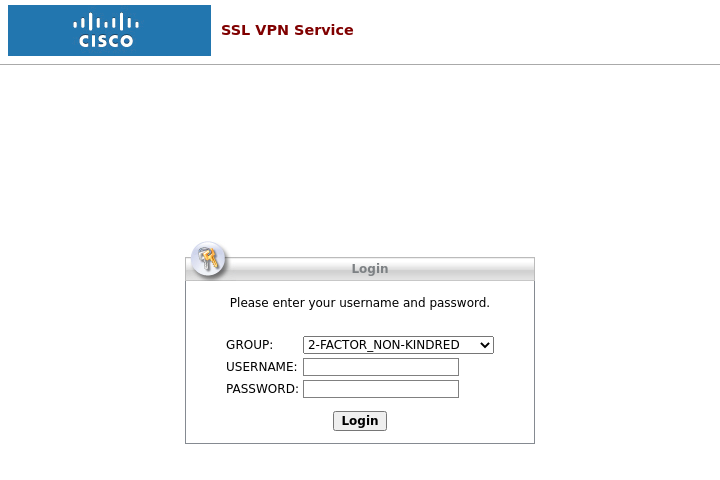 CISCO
SSL VPN Service
Login
Please enter your username and password.
GROUP: 2-FACTOR_NON-KINDRED
USERNAME:
PASSWORD:
Login